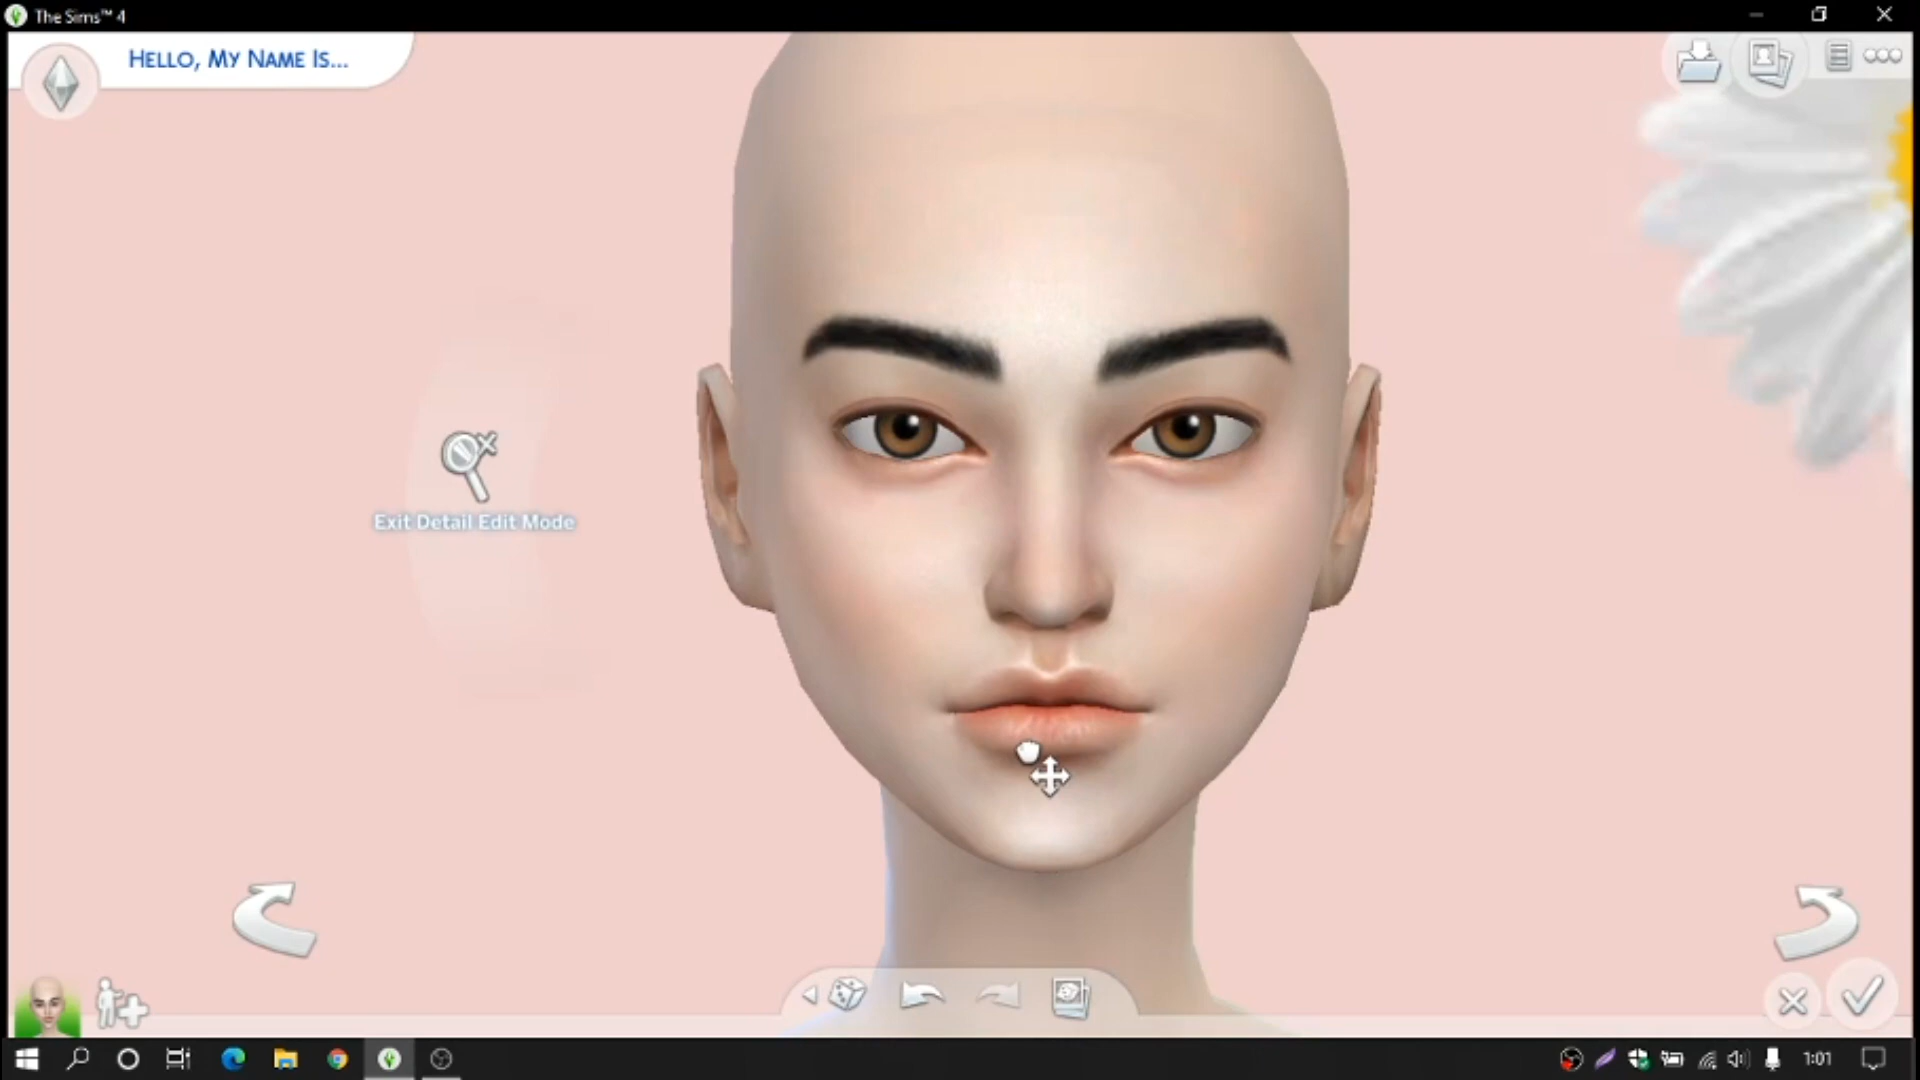 The Sims™ 4
Hello, My Name Is...
Exit Detail Edit Mode
1:01